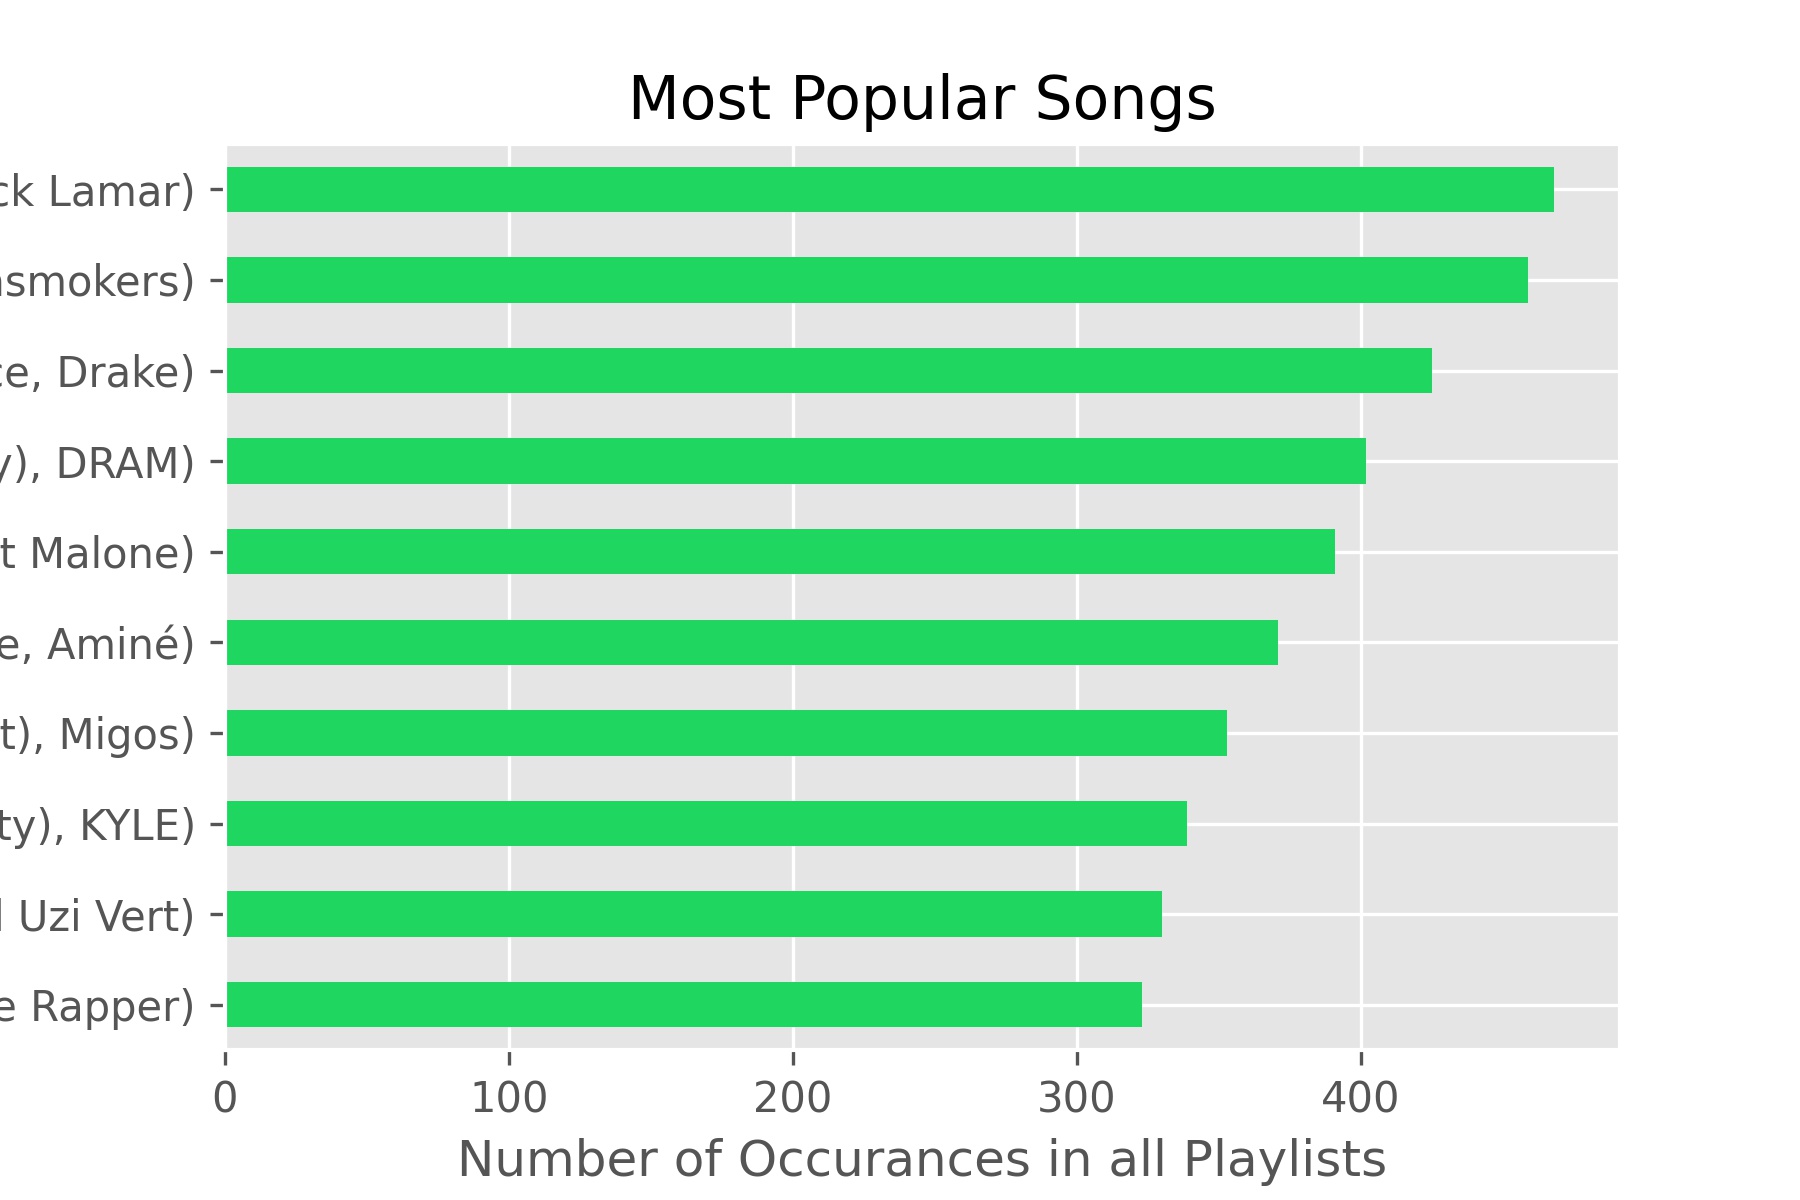 Most Popular Songs
ck Lamar)
smokers)
e, Drake)
y), DRAM)
t Malone)
e, Aminé)
t), Migos)
ty), KYLE)
Uzi Vert)
e Rapper)
0 100 200 300 400
Number of Occurances in all Playlists